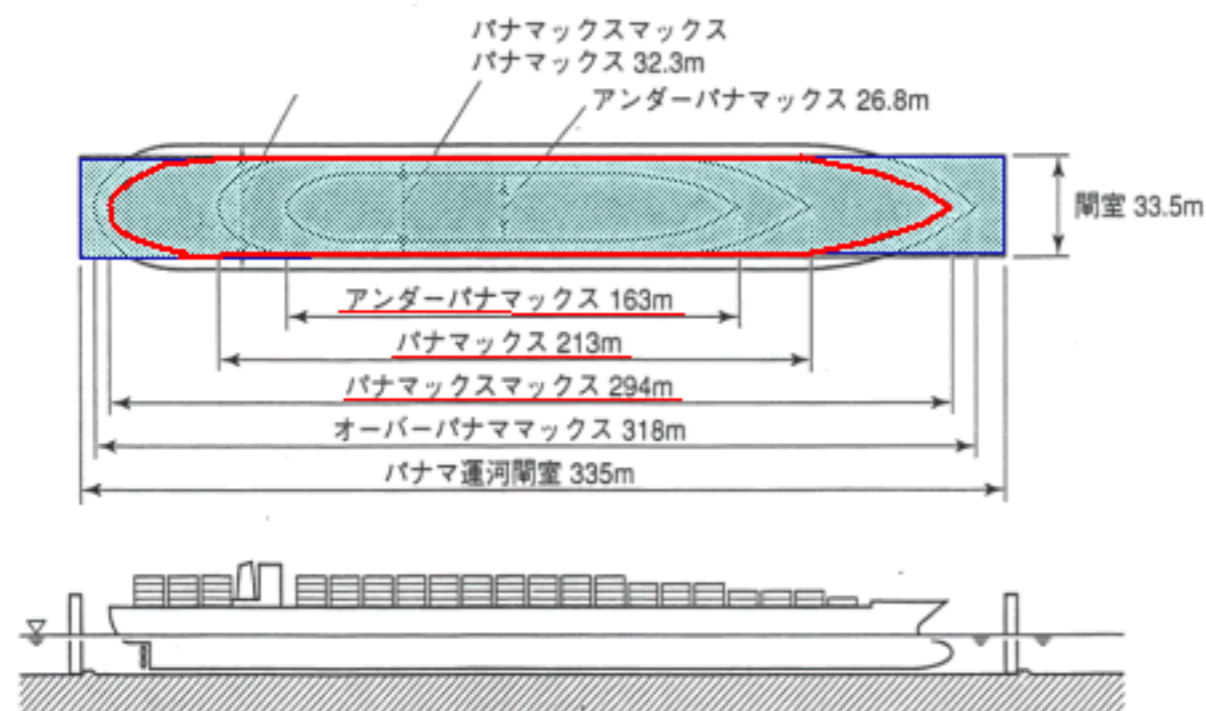 パナマックスマックス
パナマックス 32.3m
アンダーパナマックス 26.8m
閘室 33.5m
アンダーパナマックス 163m
パナマックス 213m
パナマックスマックス 294m
オーバーパナママックス 318m
パナマ運河閘室 335m